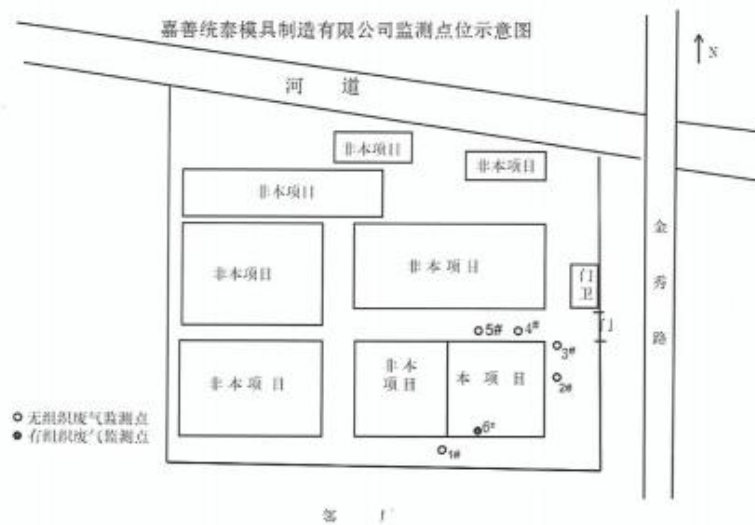 嘉善统泰模具制造有限公司监测点位示意图
N
河 道
非本项目
非本项目
非本项目
金秀路
非本项目
非本项目
门卫
门
5#
4#
3#
非本项目
非本
项目
本项目
2#
无组织废气监测点
有组织废气监测点
6#
1#